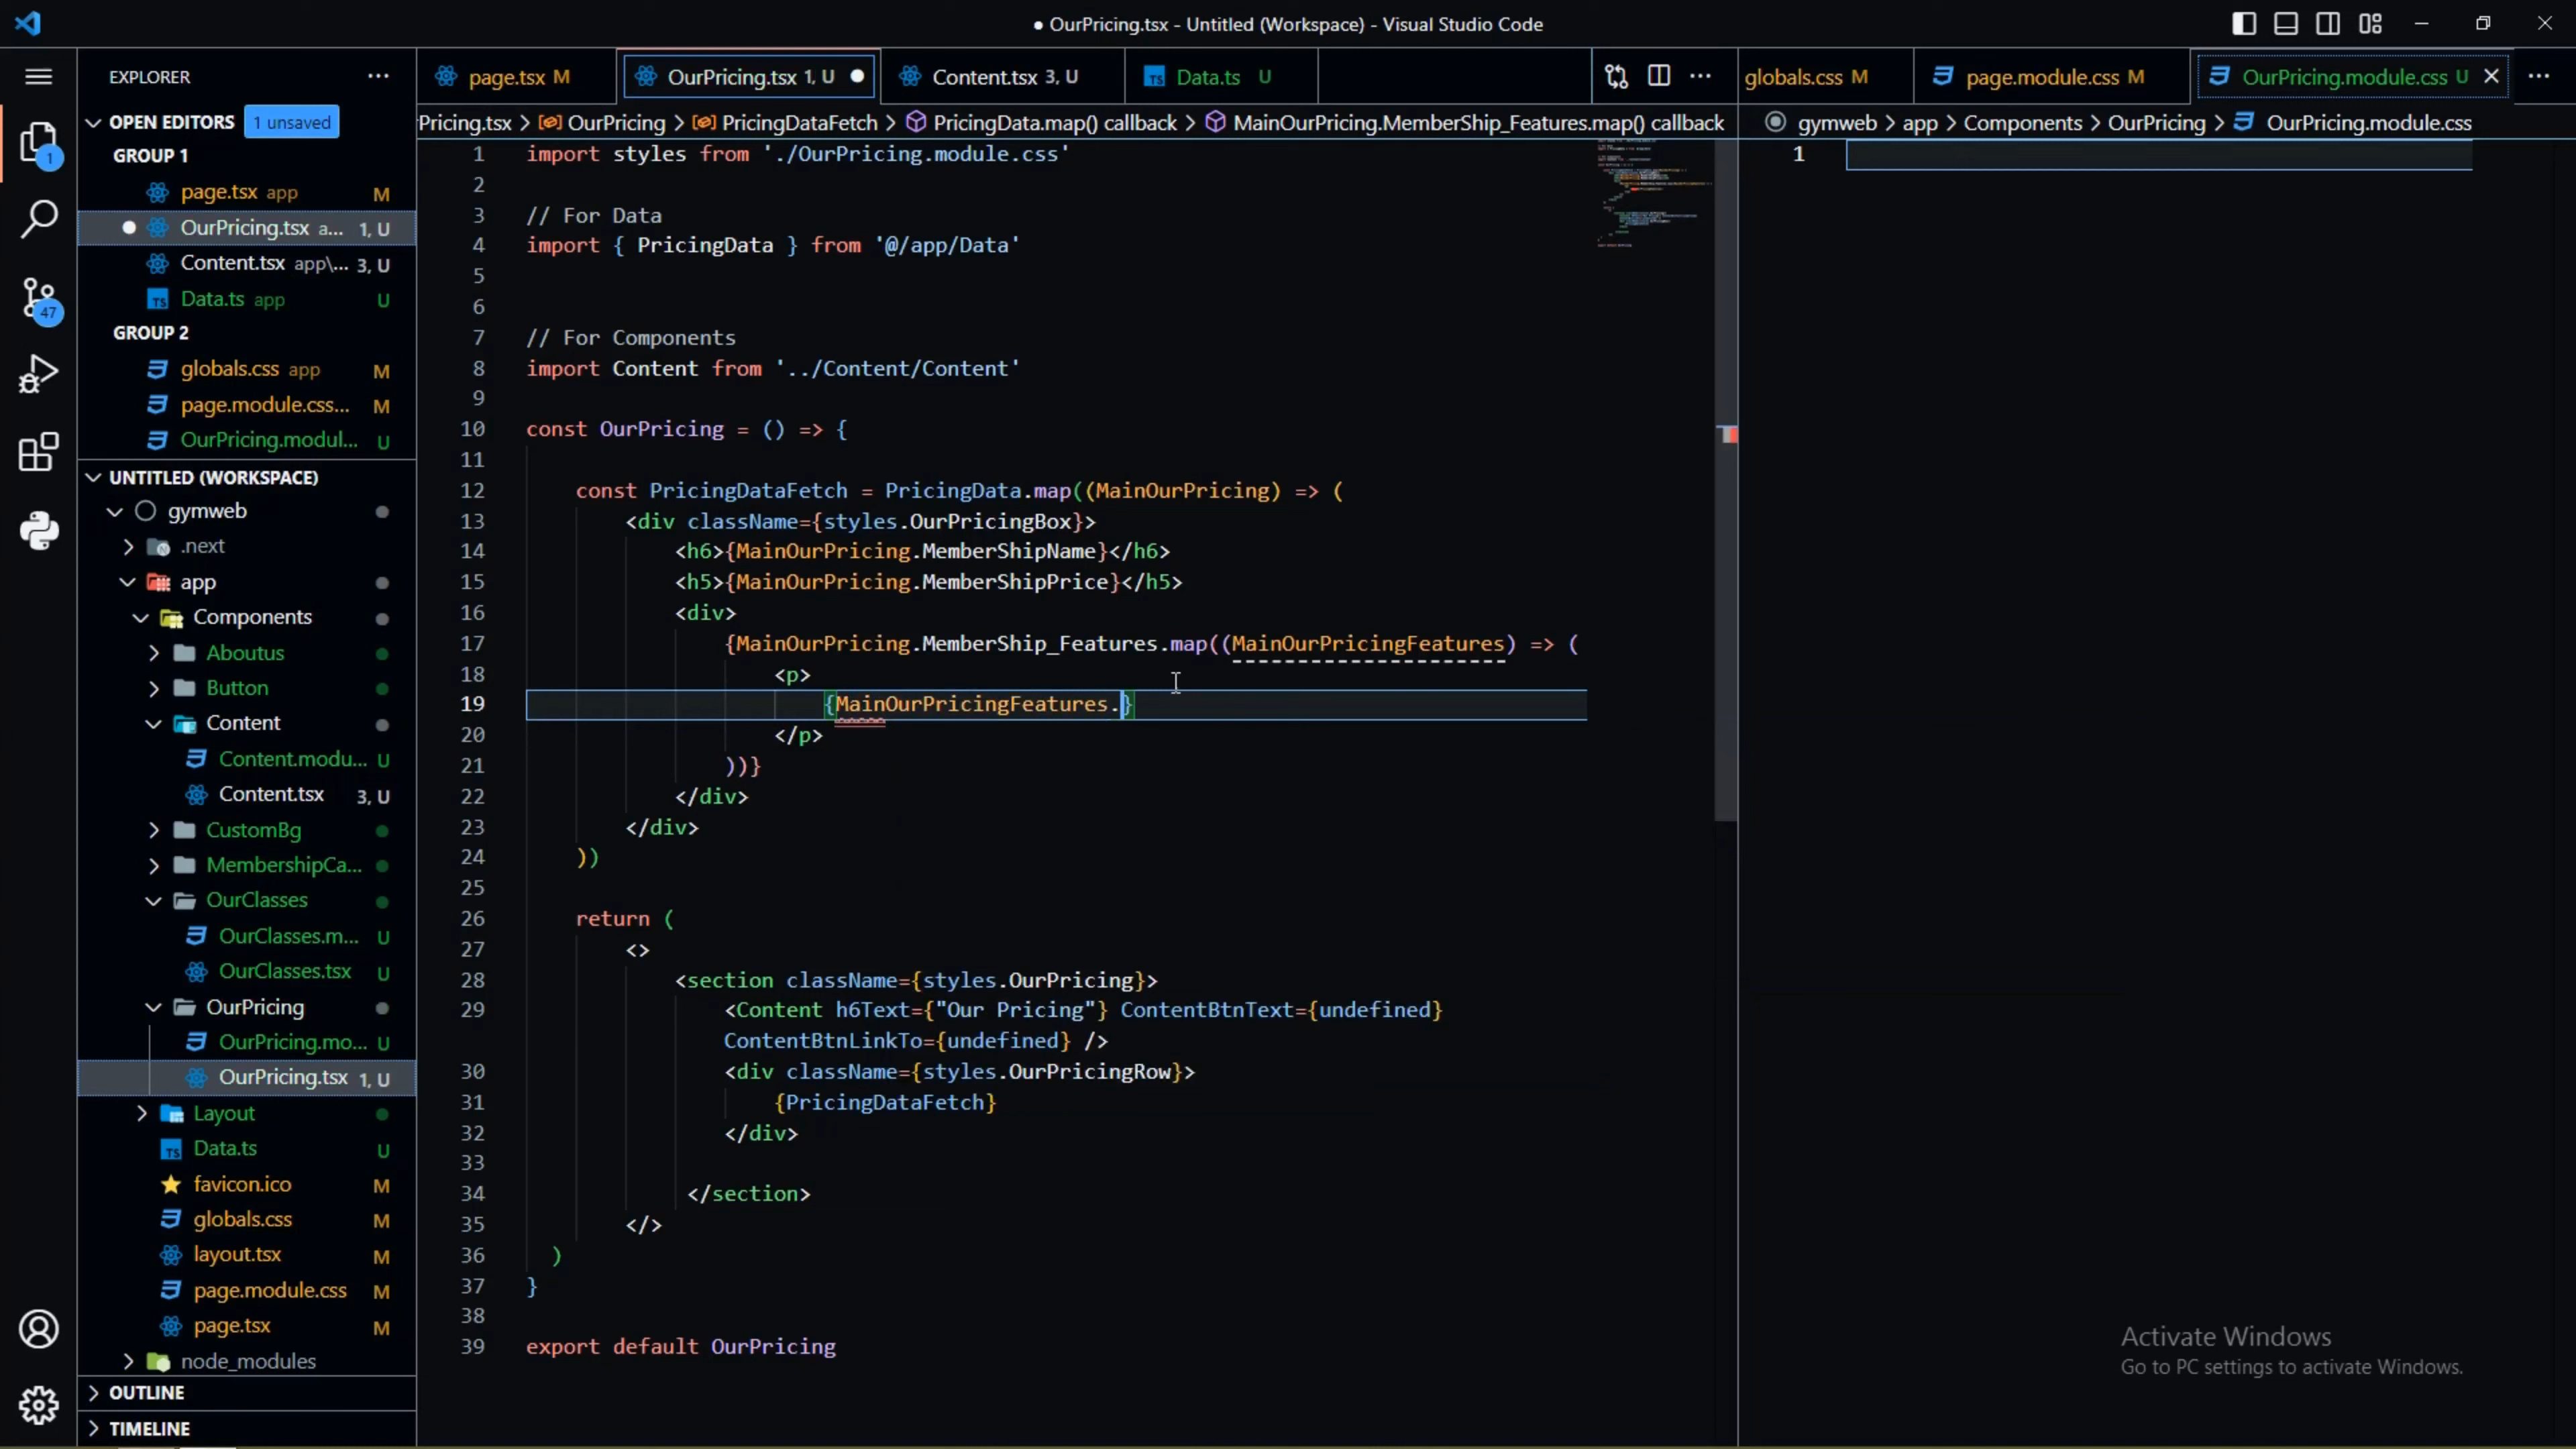 ● OurPricing.tsx - Untitled (Workspace) - Visual Studio Code
EXPLORER
OPEN EDITORS 1 unsaved
GROUP 1
page.tsx app M
OurPricing.tsx a... 1, U
Content.tsx app\... 3, U
Data.ts app U
GROUP 2
globals.css app M
page.module.css... M
OurPricing.modul... U
UNTITLED (WORKSPACE)
gymweb
.next
app
Components
Aboutus
Button
Content
Content.modu... U
Content.tsx 3, U
CustomBg
MembershipCa...
OurClasses
OurClasses.m... U
OurClasses.tsx U
OurPricing
OurPricing.mo... U
OurPricing.tsx 1, U
Layout
Data.ts U
favicon.ico M
globals.css M
layout.tsx M
page.module.css M
page.tsx M
node_modules
OUTLINE
TIMELINE
1
47
page.tsx M OurPricing.tsx 1, U Content.tsx 3, U TS Data.ts U
Pricing.tsx > OurPricing > PricingDataFetch > PricingData.map() callback > MainOurPricing.MemberShip_Features.map() callback
1 import styles from './OurPricing.module.css'
2
3 // For Data
4 import { PricingData } from '@/app/Data'
5
6
7 // For Components
8 import Content from '../Content/Content'
9
10 const OurPricing = () => {
11
12 const PricingDataFetch = PricingData.map((MainOurPricing) => (
13 <div className={styles.OurPricingBox}>
14 <h6>{MainOurPricing.MemberShipName}</h6>
15 <h5>{MainOurPricing.MemberShipPrice}</h5>
16 <div>
17 {MainOurPricing.MemberShip_Features.map((MainOurPricingFeatures) => (
18 <p>
19 {MainOurPricingFeatures.}
20 </p>
21 ))}
22 </div>
23 </div>
24 ))
25
26 return (
27 <>
28 <section className={styles.OurPricing}>
29 <Content h6Text={"Our Pricing"} ContentBtnText={undefined}
ContentBtnLinkTo={undefined} />
30 <div className={styles.OurPricingRow}>
31 {PricingDataFetch}
32 </div>
33
34 </section>
35 </>
36 )
37 }
38
39 export default OurPricing
globals.css M page.module.css M OurPricing.module.css U
gymweb > app > Components > OurPricing > OurPricing.module.css
1
Activate Windows
Go to PC settings to activate Windows.